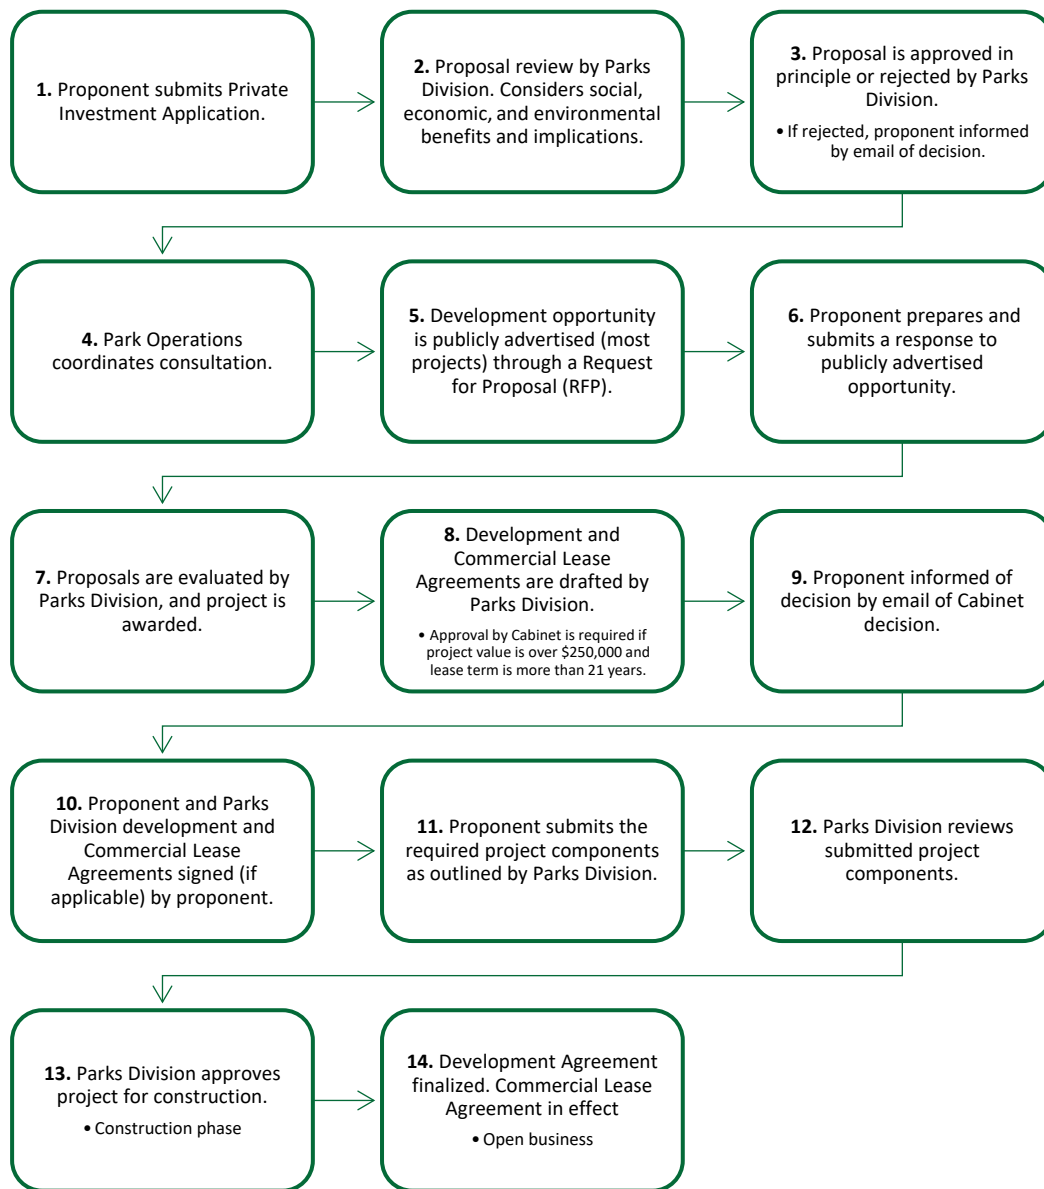 1. Proponent submits Private
Investment Application.
2. Proposal review by Parks
Division. Considers social,
economic, and environmental
benefits and implications.
3. Proposal is approved in
principle or rejected by Parks
Division.
• If rejected, proponent informed
by email of decision.
4. Park Operations
coordinates consultation.
5. Development opportunity
is publicly advertised (most
projects) through a Request
for Proposal (RFP).
6. Proponent prepares and
submits a response to
publicly advertised
opportunity.
7. Proposals are evaluated by
Parks Division, and project is
awarded.
8. Development and
Commercial Lease
Agreements are drafted by
Parks Division.
• Approval by Cabinet is required if
project value is over $250,000 and
lease term is more than 21 years.
9. Proponent informed of
decision by email of Cabinet
decision.
10. Proponent and Parks
Division development and
Commercial Lease
Agreements signed (if
applicable) by proponent.
11. Proponent submits the
required project components
as outlined by Parks Division.
12. Parks Division reviews
submitted project
components.
13. Parks Division approves
project for construction.
• Construction phase
14. Development Agreement
finalized. Commercial Lease
Agreement in effect
• Open business